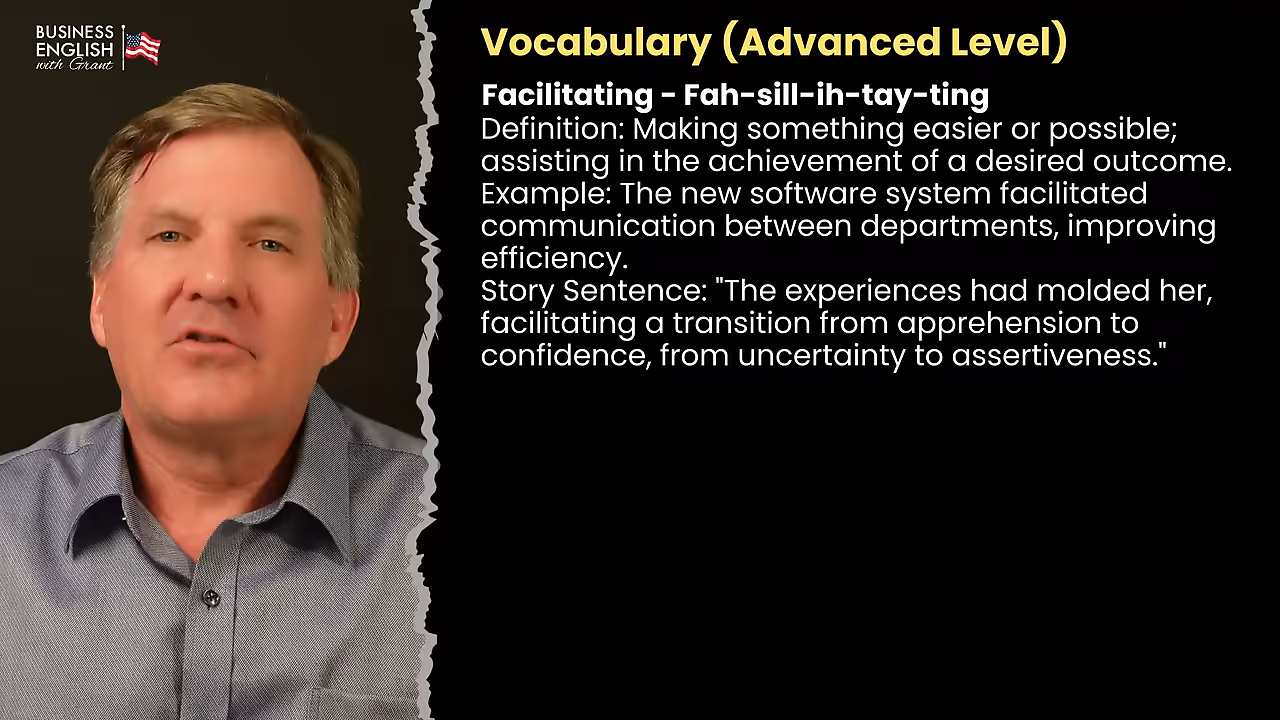 BUSINESS
ENGLISH
with Grant
Vocabulary (Advanced Level)
Facilitating - Fah-sill-ih-tay-ting
Definition: Making something easier or possible;
assisting in the achievement of a desired outcome.
Example: The new software system facilitated
communication between departments, improving
efficiency.
Story Sentence: "The experiences had molded her,
facilitating a transition from apprehension to
confidence, from uncertainty to assertiveness."